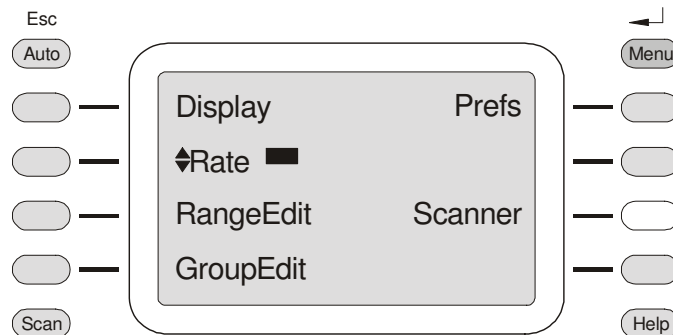 Esc
Auto
Menu
Display Prefs
Rate
RangeEdit Scanner
GroupEdit
Scan
Help